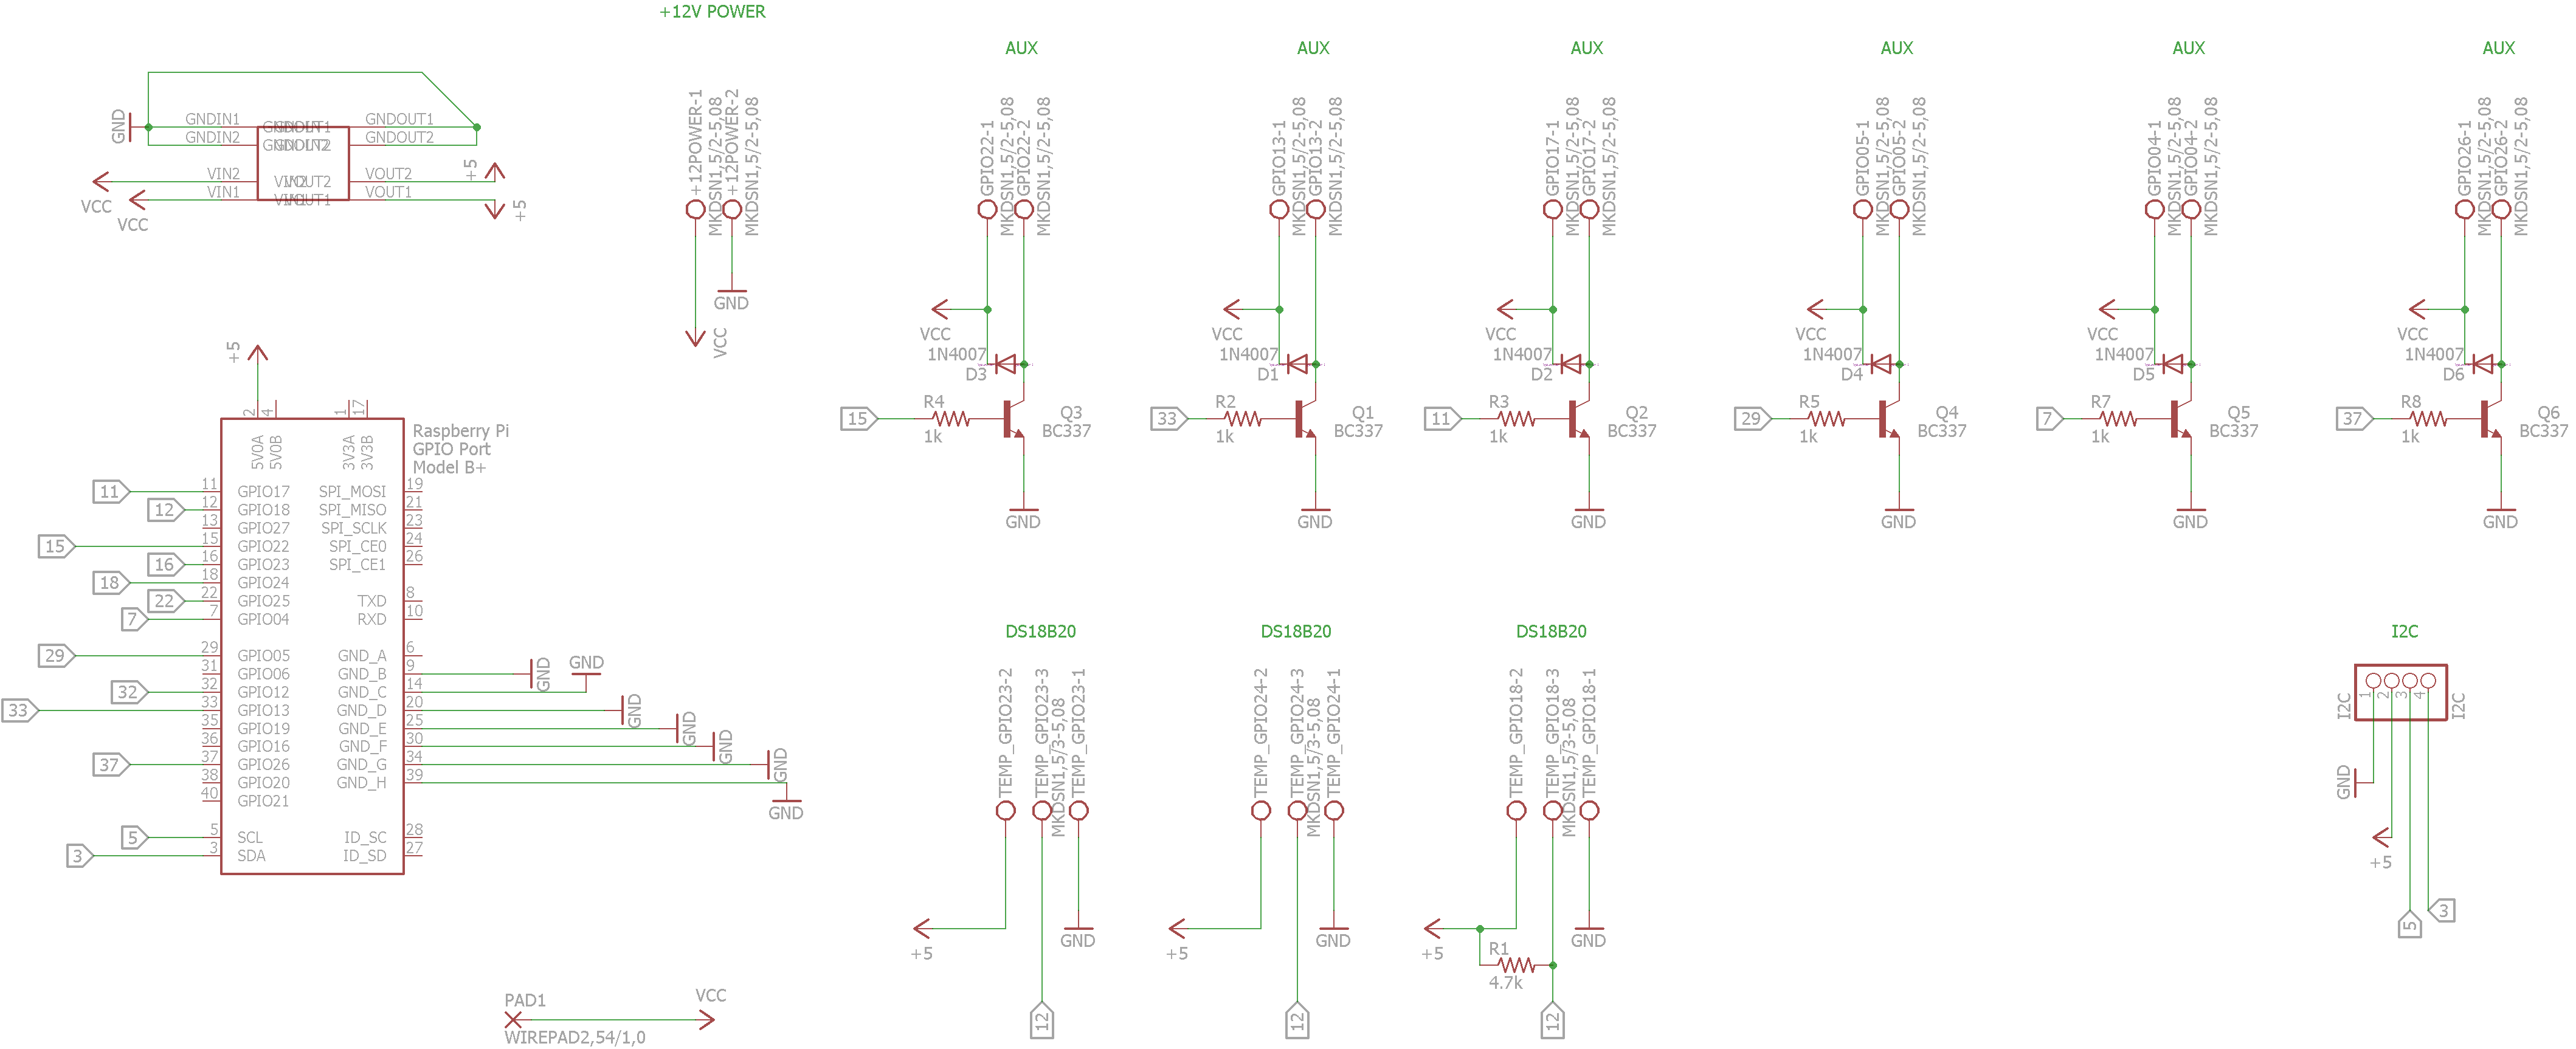 +12V POWER
AUX
AUX
AUX
AUX
AUX
AUX
GND
GNDIN1
GNDIN2
VIN2
VIN1
GNDOUT1
GNDOUT2
VOUT2
VOUT1
VCC
VCC
+5
+5
+12POWER-1
MKDSN1,5/2-5,08
+12POWER-2
MKDSN1,5/2-5,08
VCC
GND
GPIO22-1
MKDSN1,5/2-5,08
GPIO22-2
MKDSN1,5/2-5,08
VCC
1N4007
D3
15
R4
1k
Q3
BC337
GND
GPIO13-1
MKDSN1,5/2-5,08
GPIO13-2
MKDSN1,5/2-5,08
VCC
1N4007
D1
33
R2
1k
Q1
BC337
GND
GPIO17-1
MKDSN1,5/2-5,08
GPIO17-2
MKDSN1,5/2-5,08
VCC
1N4007
D2
11
R3
1k
Q2
BC337
GND
GPIO05-1
MKDSN1,5/2-5,08
GPIO05-2
MKDSN1,5/2-5,08
VCC
1N4007
D4
29
R5
1k
Q4
BC337
GND
GPIO04-1
MKDSN1,5/2-5,08
GPIO04-2
MKDSN1,5/2-5,08
VCC
1N4007
D5
7
R7
1k
Q5
BC337
GND
GPIO26-1
MKDSN1,5/2-5,08
GPIO26-2
MKDSN1,5/2-5,08
VCC
1N4007
D6
37
R8
1k
Q6
BC337
GND
+5
2 4 1 17
5V0A 5V0B 3V3A 3V3B
Raspberry Pi
GPIO Port
Model B+
11 11 GPIO17 SPI_MOSI 19
12 12 GPIO18 SPI_MISO 21
13 GPIO27 SPI_SCLK 23
15 15 GPIO22 SPI_CE0 24
16 16 GPIO23 SPI_CE1 26
18 18 GPIO24
22 22 GPIO25 TXD 8
7 7 GPIO04 RXD 10
29 29 GPIO05 GND_A 6
31 GPIO06 GND_B 9 GND
32 32 GPIO12 GND_C 14 GND
33 33 GPIO13 GND_D 20 GND
35 GPIO19 GND_E 25 GND
36 GPIO16 GND_F 30 GND
37 37 GPIO26 GND_G 34 GND
38 GPIO20 GND_H 39 GND
40 GPIO21
5 5 SCL ID_SC 28
3 3 SDA ID_SD 27
PAD1
WIREPAD2,54/1,0
VCC
DS18B20
TEMP_GPIO23-2
TEMP_GPIO23-3
MKDSN1,5/3-5,08
TEMP_GPIO23-1
+5
GND
12
DS18B20
TEMP_GPIO24-2
TEMP_GPIO24-3
MKDSN1,5/3-5,08
TEMP_GPIO24-1
+5
GND
12
DS18B20
TEMP_GPIO18-2
TEMP_GPIO18-3
MKDSN1,5/3-5,08
TEMP_GPIO18-1
+5
GND
R1
4.7k
12
I2C
I2C
1 2 3 4
I2C
GND
+5
5
3